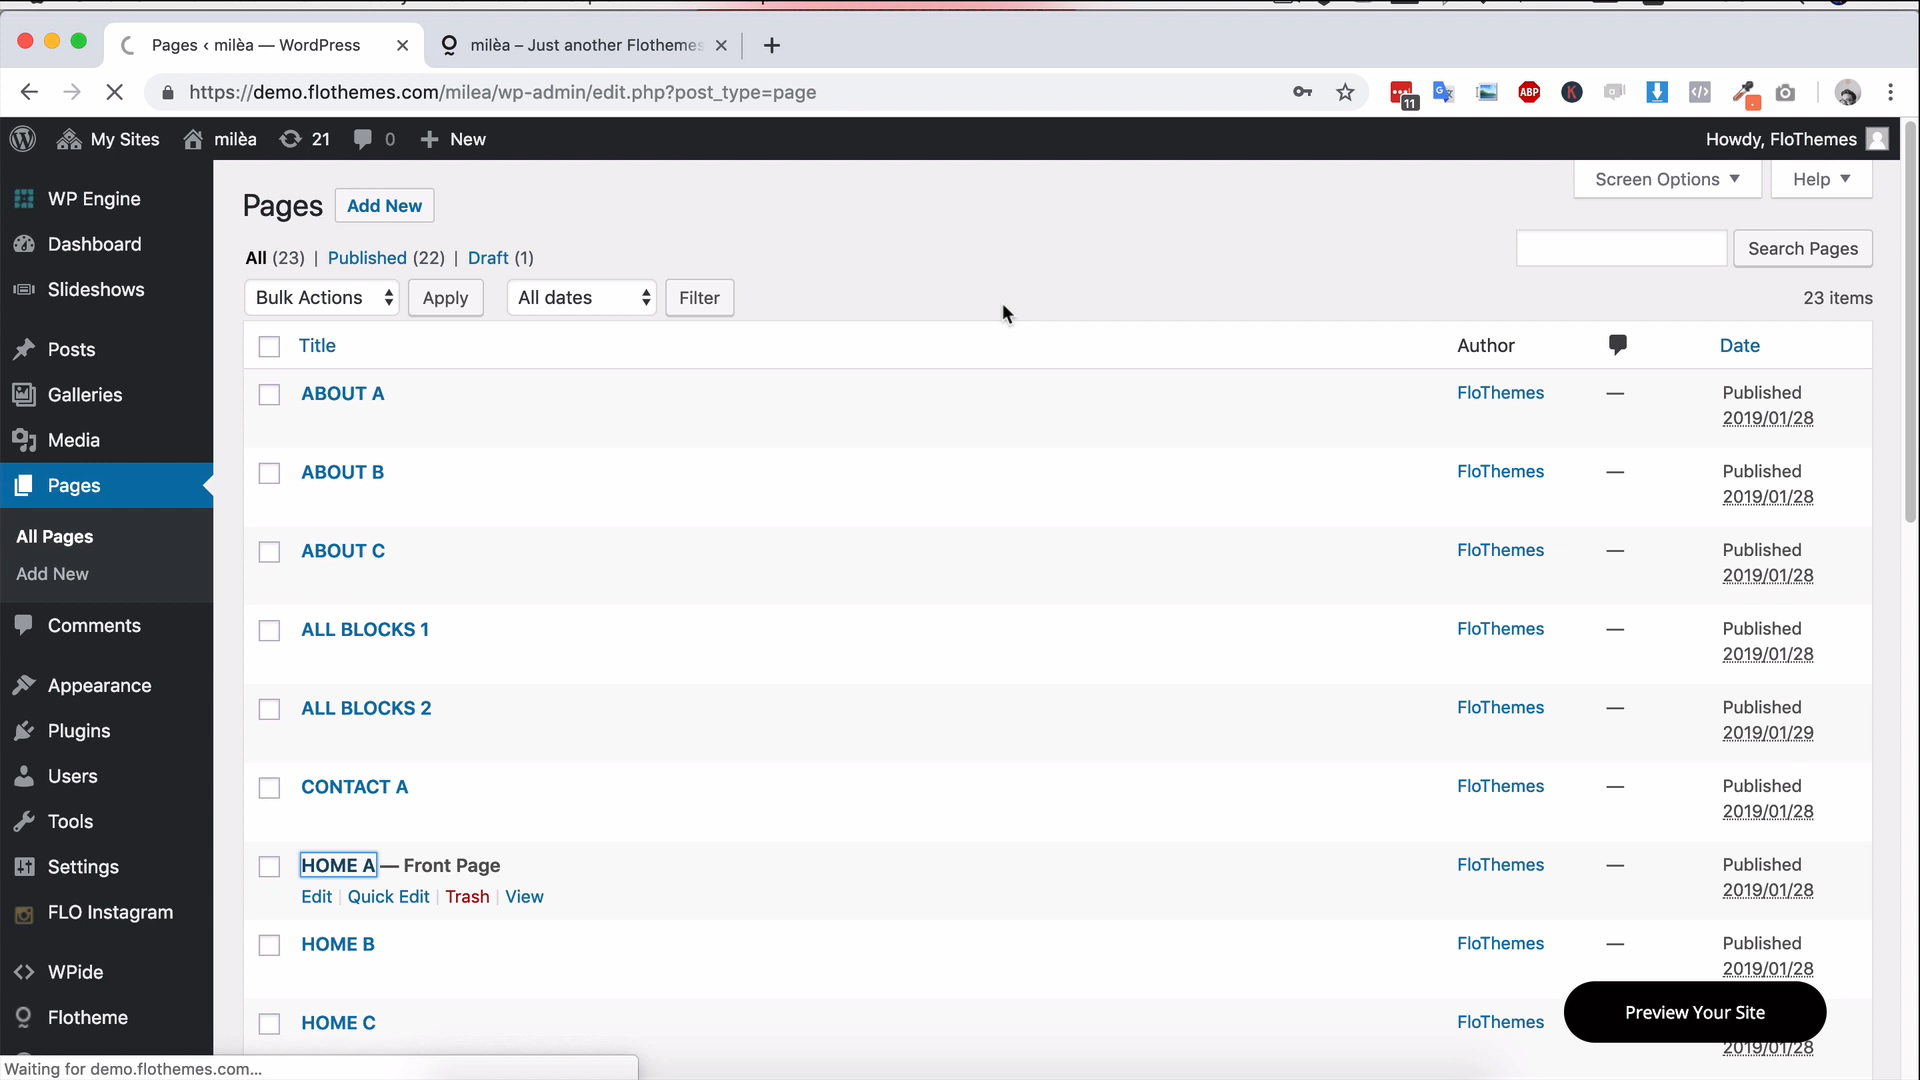 Pages ‹ milèa — WordPress
milèa – Just another Flothemes
https://demo.flothemes.com/milea/wp-admin/edit.php?post_type=page
11
ABP
K
My Sites
milèa
21
0
New
Howdy, FloThemes
WP Engine
Dashboard
Slideshows
Posts
Galleries
Media
Pages
All Pages
Add New
Comments
Appearance
Plugins
Users
Tools
Settings
FLO Instagram
WPide
Flotheme
Pages
Add New
Screen Options
Help
All (23) | Published (22) | Draft (1)
Search Pages
Bulk Actions
Apply
All dates
Filter
23 items
Title
Author
Date
ABOUT A
FloThemes
—
Published
2019/01/28
ABOUT B
FloThemes
—
Published
2019/01/28
ABOUT C
FloThemes
—
Published
2019/01/28
ALL BLOCKS 1
FloThemes
—
Published
2019/01/28
ALL BLOCKS 2
FloThemes
—
Published
2019/01/29
CONTACT A
FloThemes
—
Published
2019/01/28
HOME A — Front Page
Edit | Quick Edit | Trash | View
FloThemes
—
Published
2019/01/28
HOME B
FloThemes
—
Published
2019/01/28
HOME C
FloThemes
2019/01/28
Preview Your Site
Waiting for demo.flothemes.com...